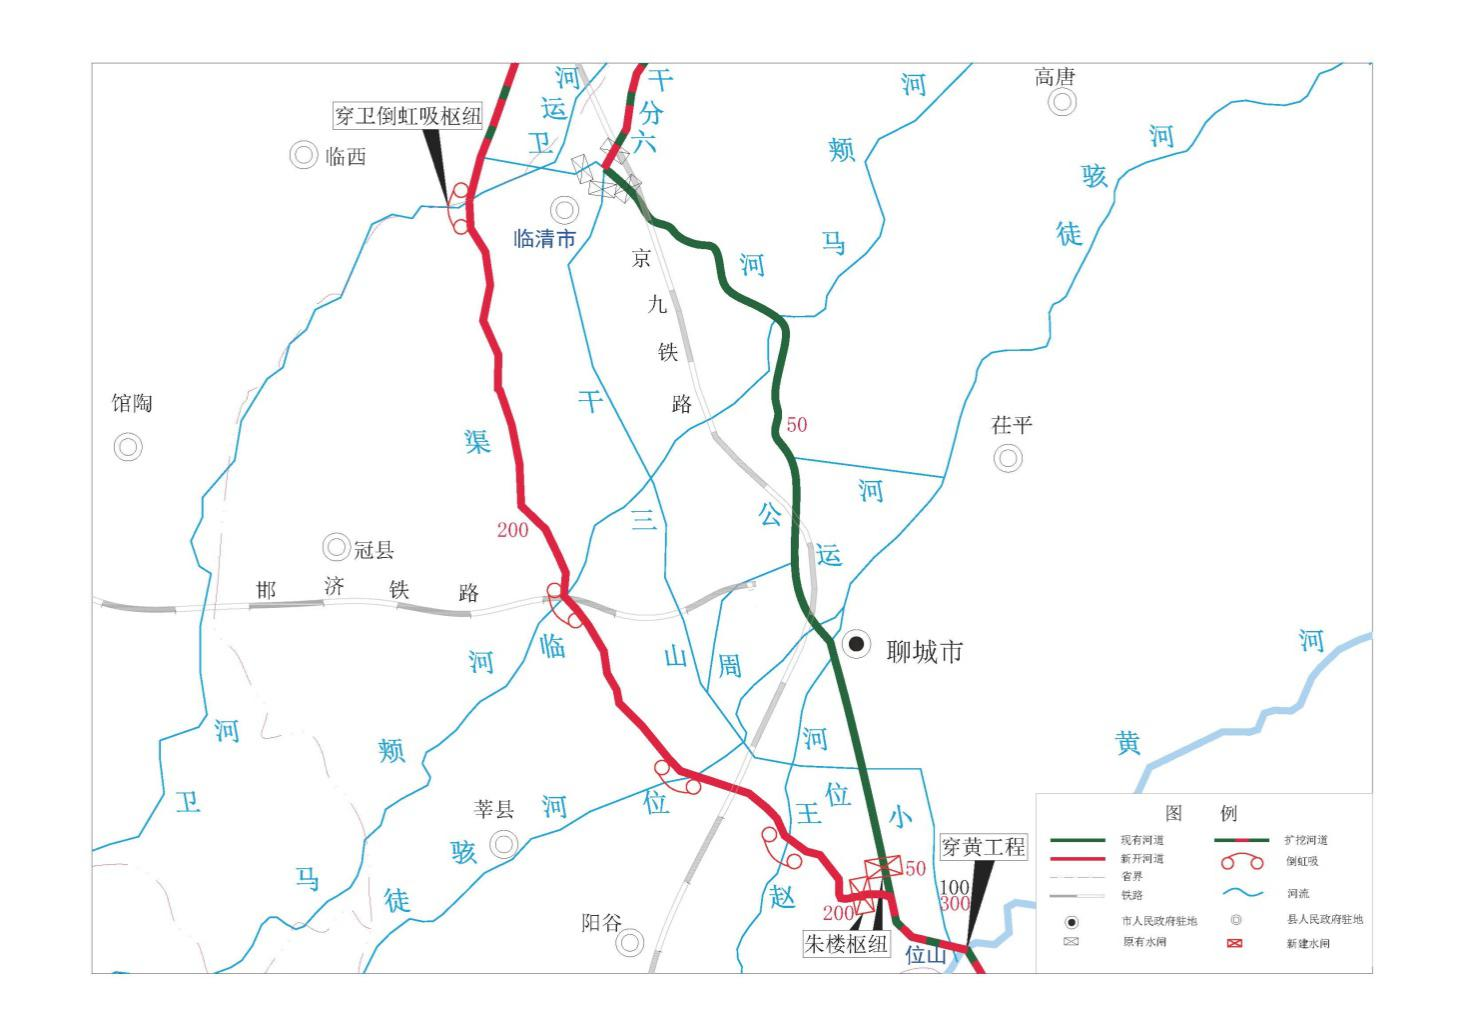 高唐
河
干
分
六
河
运
卫
河
穿卫倒虹吸枢纽
临西
临清市
颊
马
河
骇
徒
河
京九铁路
馆陶
渠
干
三
山
50
茌平
河
公
运
200
冠县
邯济铁路
临
河
颊
马
周
河
聊城市
河
黄
河
卫
莘县
河
骇
徒
位
王
位
小
赵
阳谷
穿黄工程
50
100
300
200
朱楼枢纽
位山
图 例
现有河道
扩挖河道
新开河道
倒虹吸
省界
铁路
河流
市人民政府驻地
县人民政府驻地
原有水闸
新建水闸